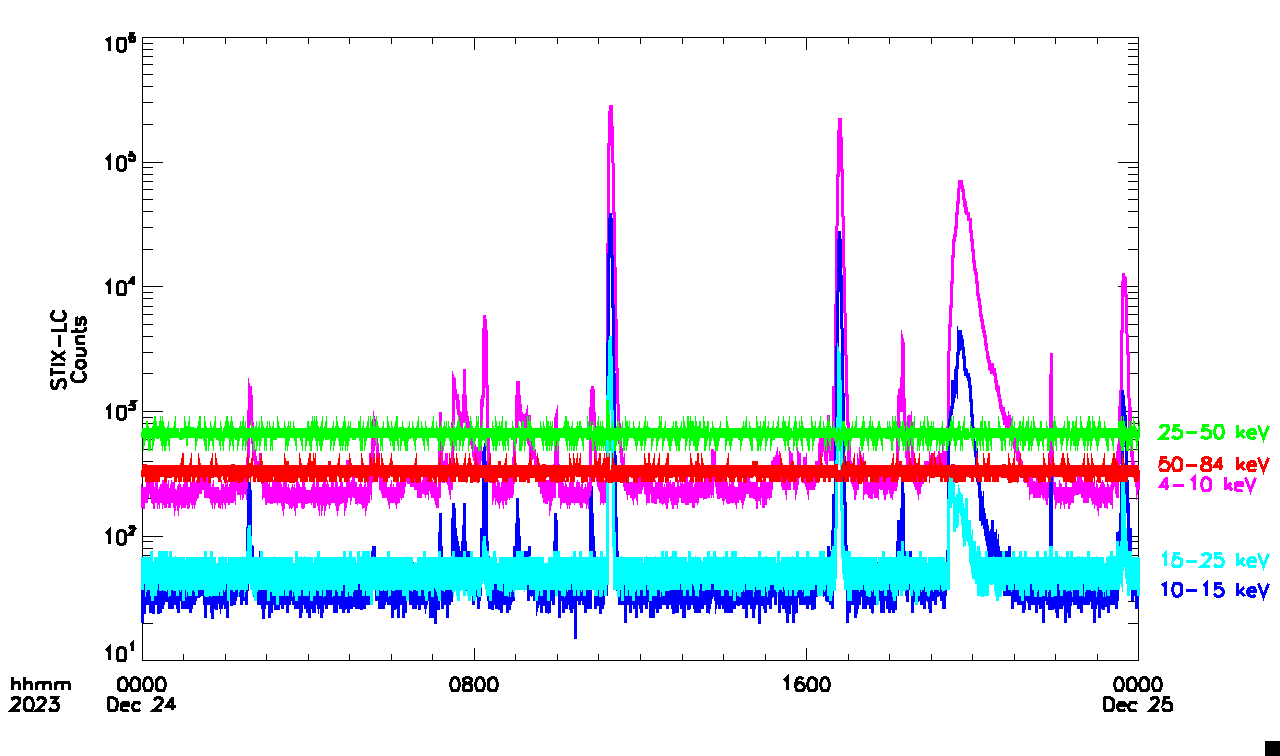 10⁶
10⁵
10⁴
10³
10²
10¹
STIX-LC
Counts
25-50 keV
50-84 keV
4-10 keV
15-25 keV
10-15 keV
hhmm 0000 0800 1600 0000
2023 Dec 24 Dec 25